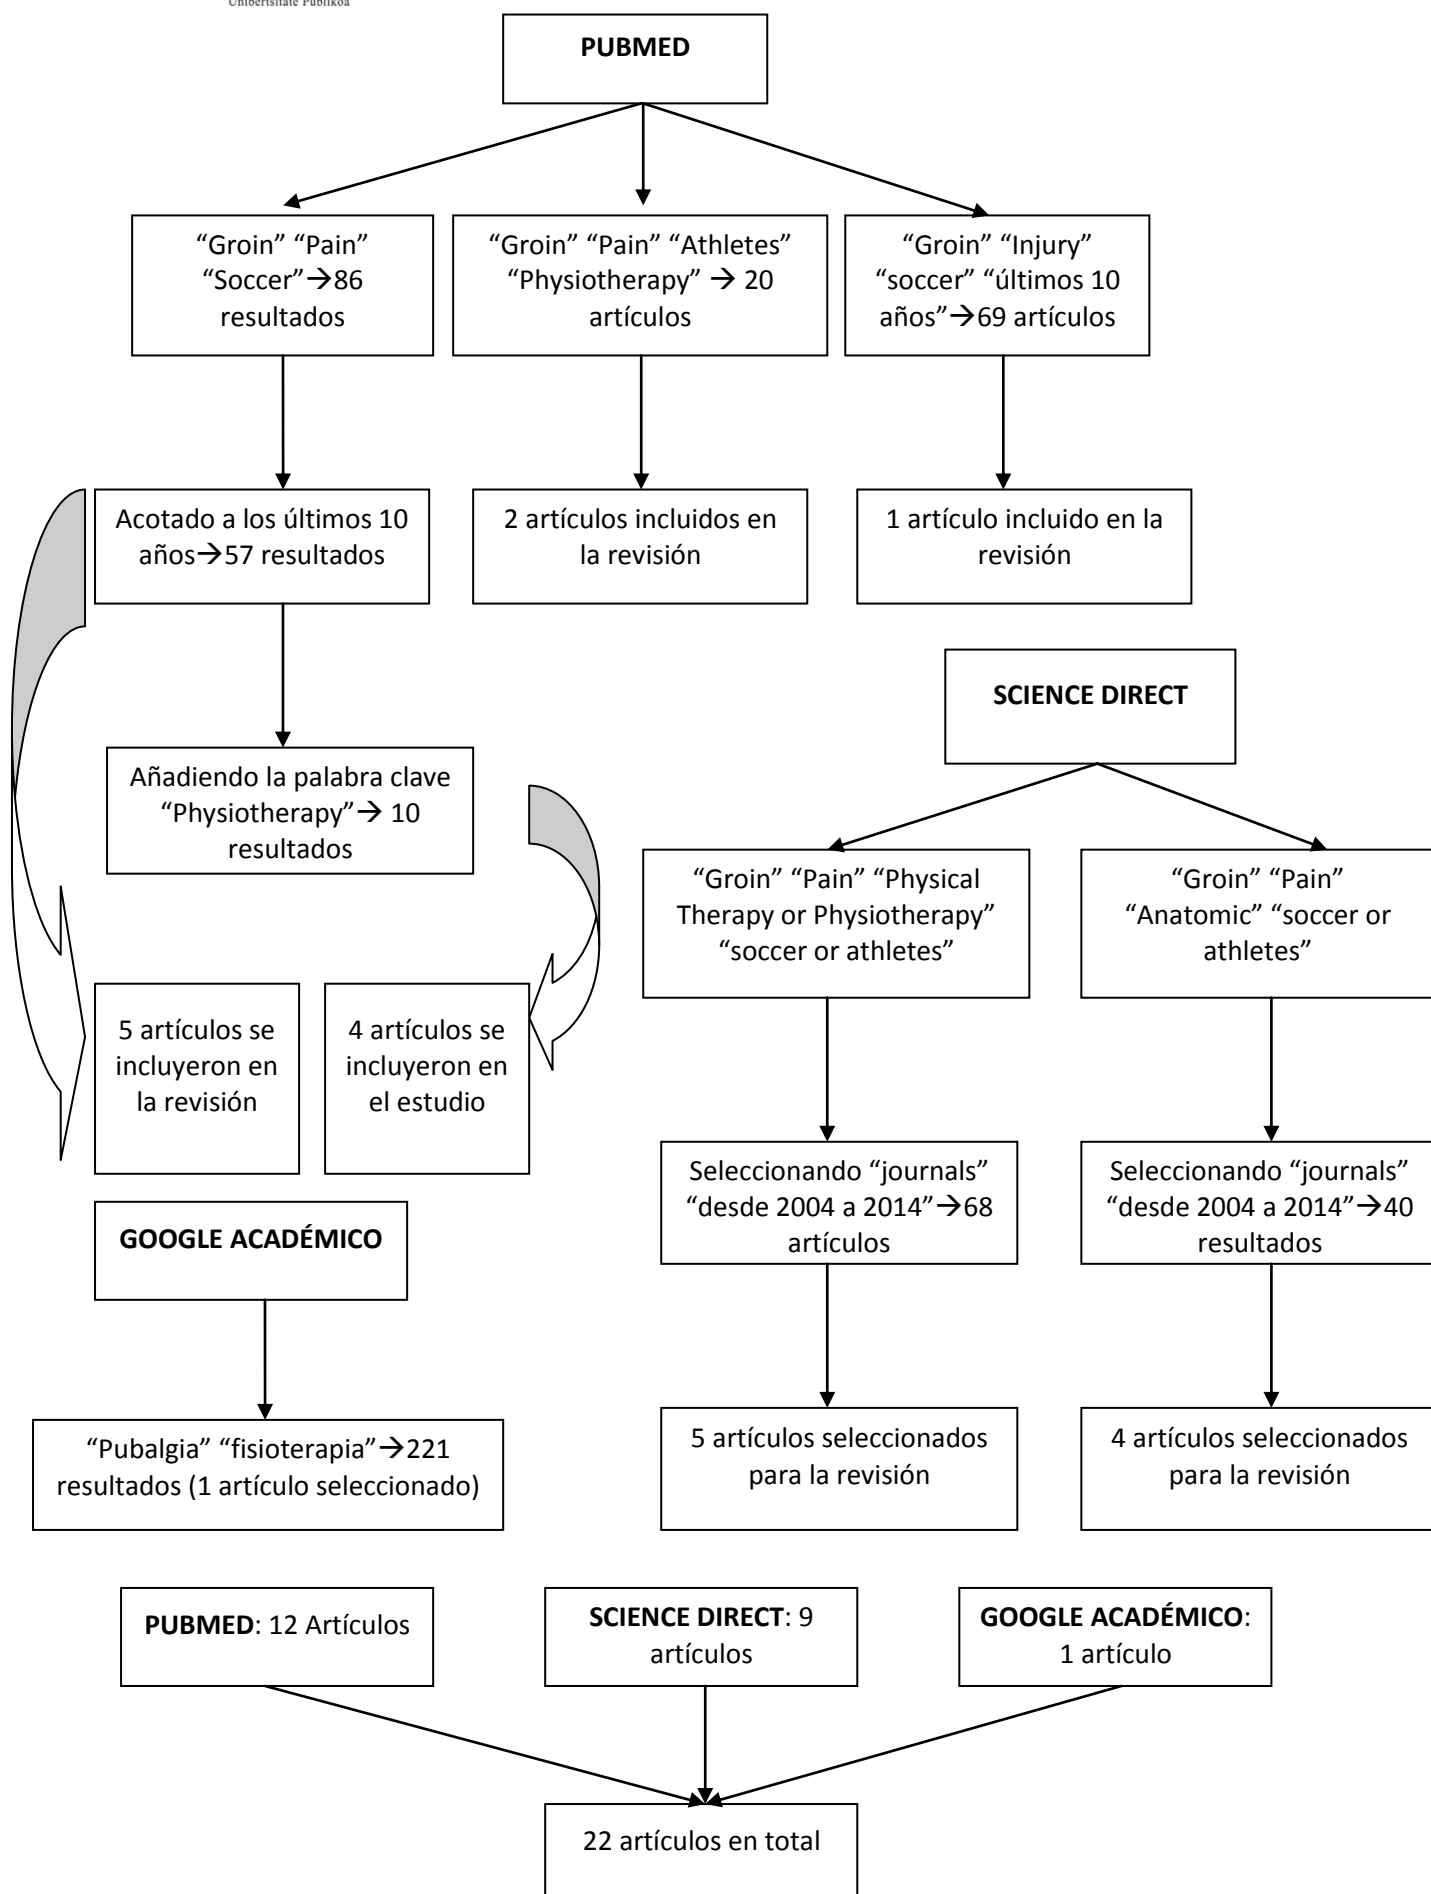 Unibertsitate Publikoa
PUBMED
“Groin” “Pain”
“Soccer”→86
resultados
“Groin” “Pain” “Athletes”
“Physiotherapy” → 20
artículos
“Groin” “Injury”
“soccer” “últimos 10
años”→69 artículos
Acotado a los últimos 10
años→57 resultados
2 artículos incluidos en
la revisión
1 artículo incluido en la
revisión
Añadiendo la palabra clave
“Physiotherapy”→ 10
resultados
5 artículos se
incluyeron en
la revisión
4 artículos se
incluyeron en
el estudio
SCIENCE DIRECT
“Groin” “Pain” “Physical
Therapy or Physiotherapy”
“soccer or athletes”
“Groin” “Pain”
“Anatomic” “soccer or
athletes”
Seleccionando “journals”
“desde 2004 a 2014”→68
artículos
Seleccionando “journals”
“desde 2004 a 2014”→40
resultados
5 artículos seleccionados
para la revisión
4 artículos seleccionados
para la revisión
GOOGLE ACADÉMICO
“Pubalgia” “fisioterapia”→221
resultados (1 artículo seleccionado)
PUBMED: 12 Artículos
SCIENCE DIRECT: 9
artículos
GOOGLE ACADÉMICO:
1 artículo
22 artículos en total